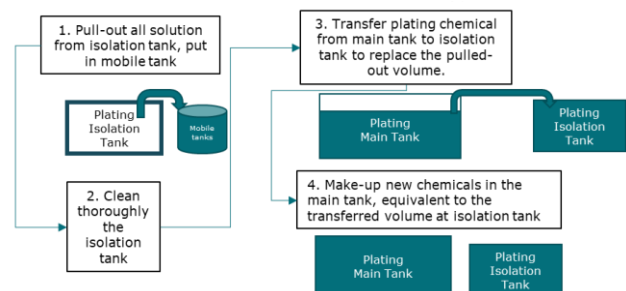 1. Pull-out all solution
from isolation tank, put
in mobile tank
Plating
Isolation
Tank
Mobile
tanks
2. Clean
thoroughly
the
isolation
tank
3. Transfer plating chemical
from main tank to isolation
tank to replace the pulled-
out volume.
Plating
Main Tank
Plating
Isolation
Tank
4. Make-up new chemicals in the
main tank, equivalent to the
transferred volume at isolation tank
Plating
Main Tank
Plating
Isolation
Tank